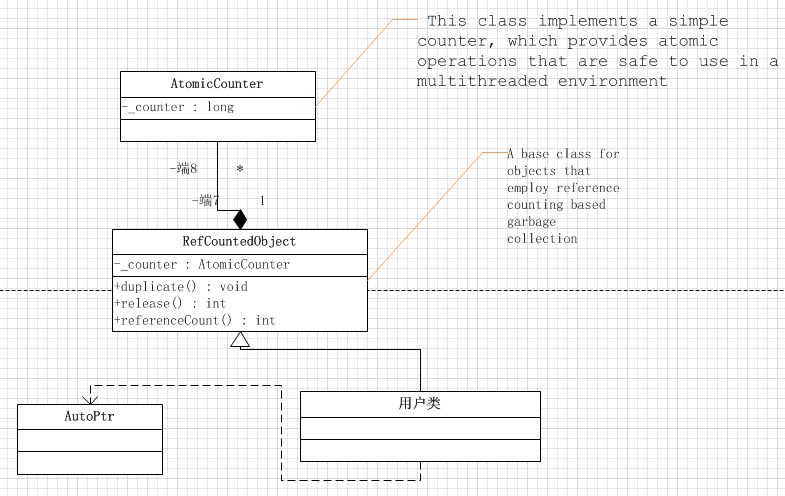 This class implements a simple
counter, which provides atomic
operations that are safe to use in a
multithreaded environment
AtomicCounter
-_counter : long
-端8
*
-端7
1
A base class for
objects that
employ reference
counting based
garbage
collection
RefCountedObject
-_counter : AtomicCounter
+duplicate() : void
+release() : int
+referenceCount() : int
用户类
AutoPtr